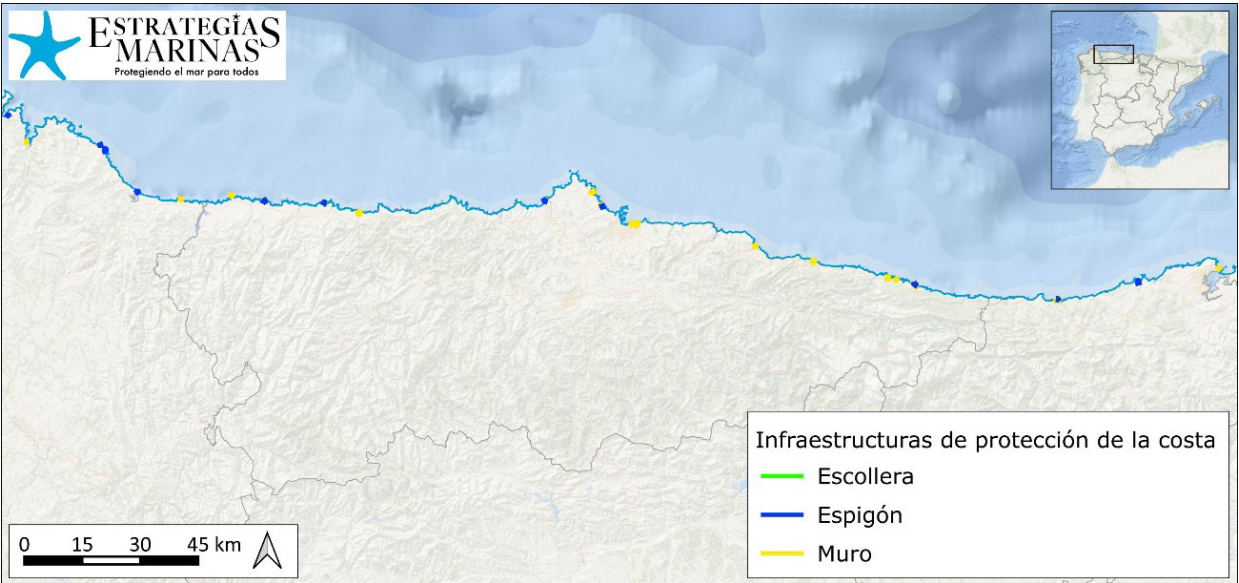 ESTRATEGIAS
MARINAS
Protegiendo el mar para todos
Infraestructuras de protección de la costa
Escollera
Espigón
Muro
0 15 30 45 km